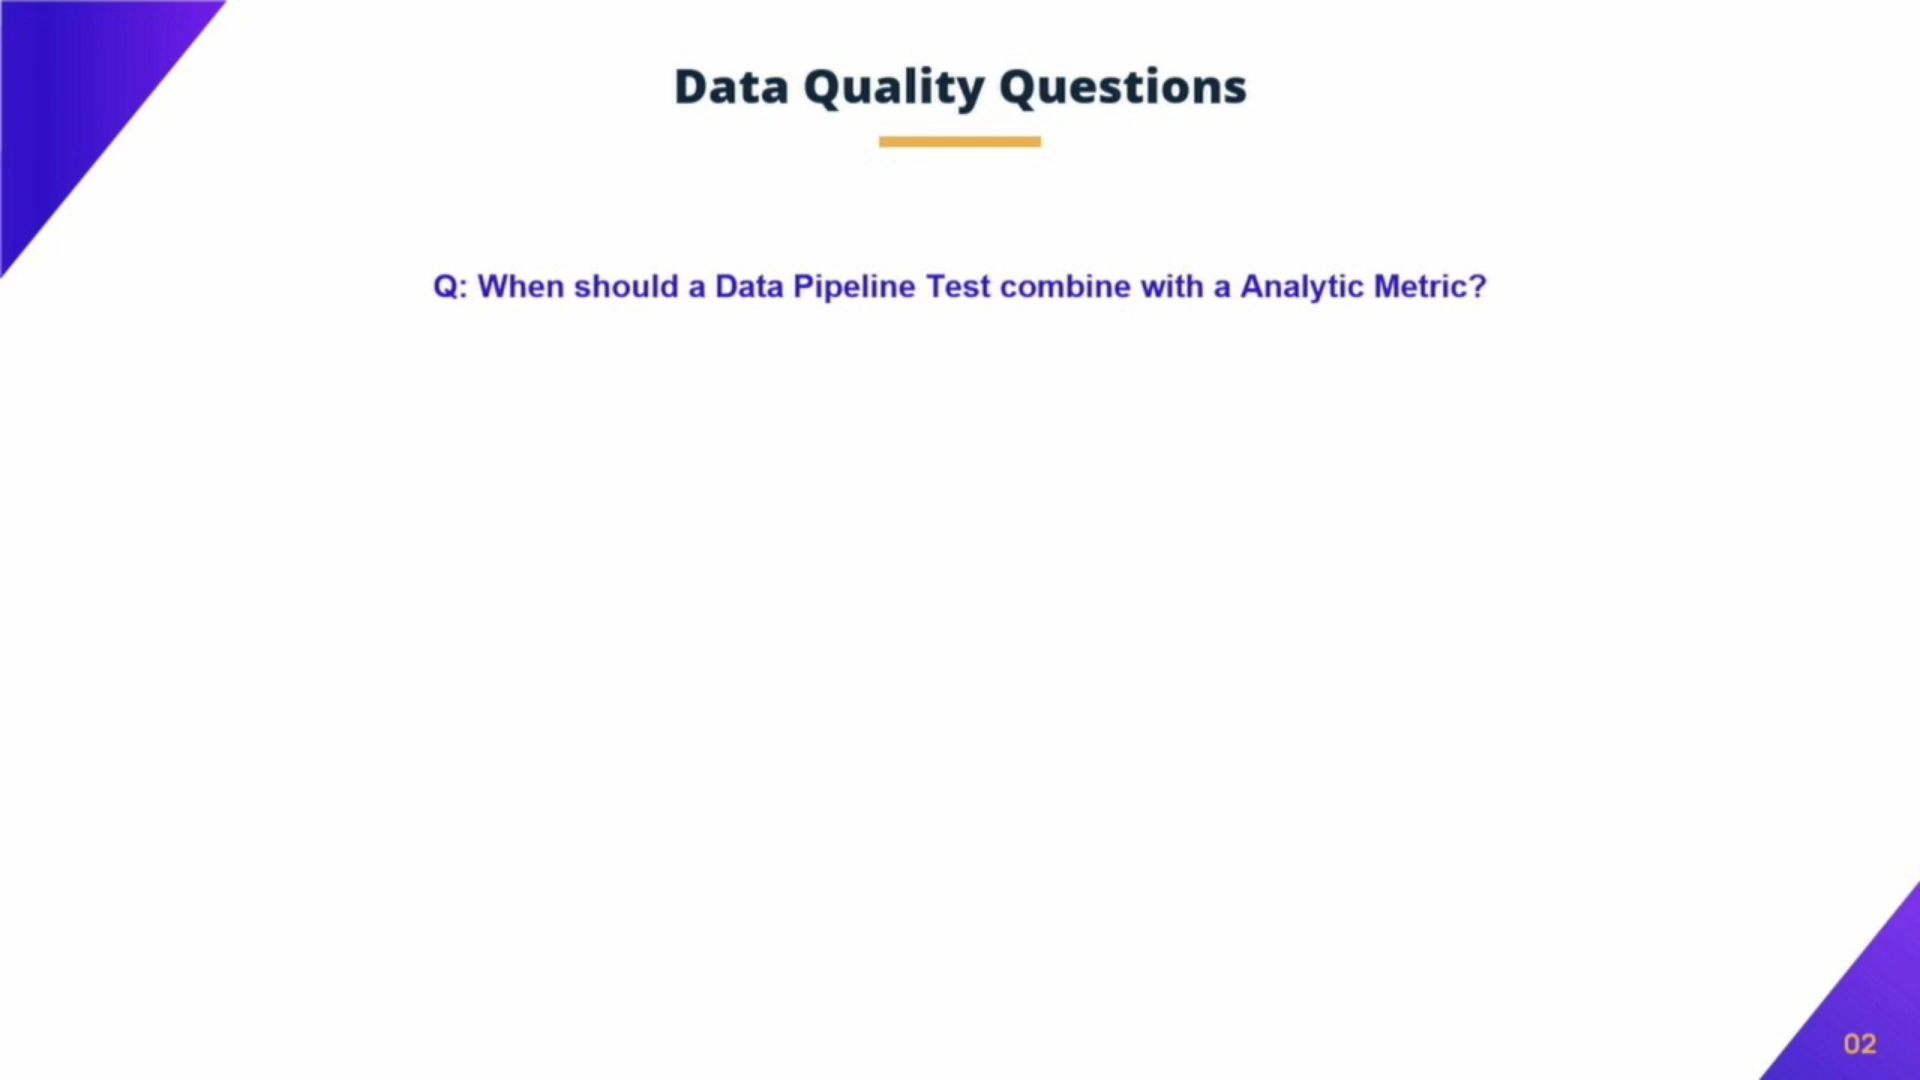 Data Quality Questions
Q: When should a Data Pipeline Test combine with a Analytic Metric?
02